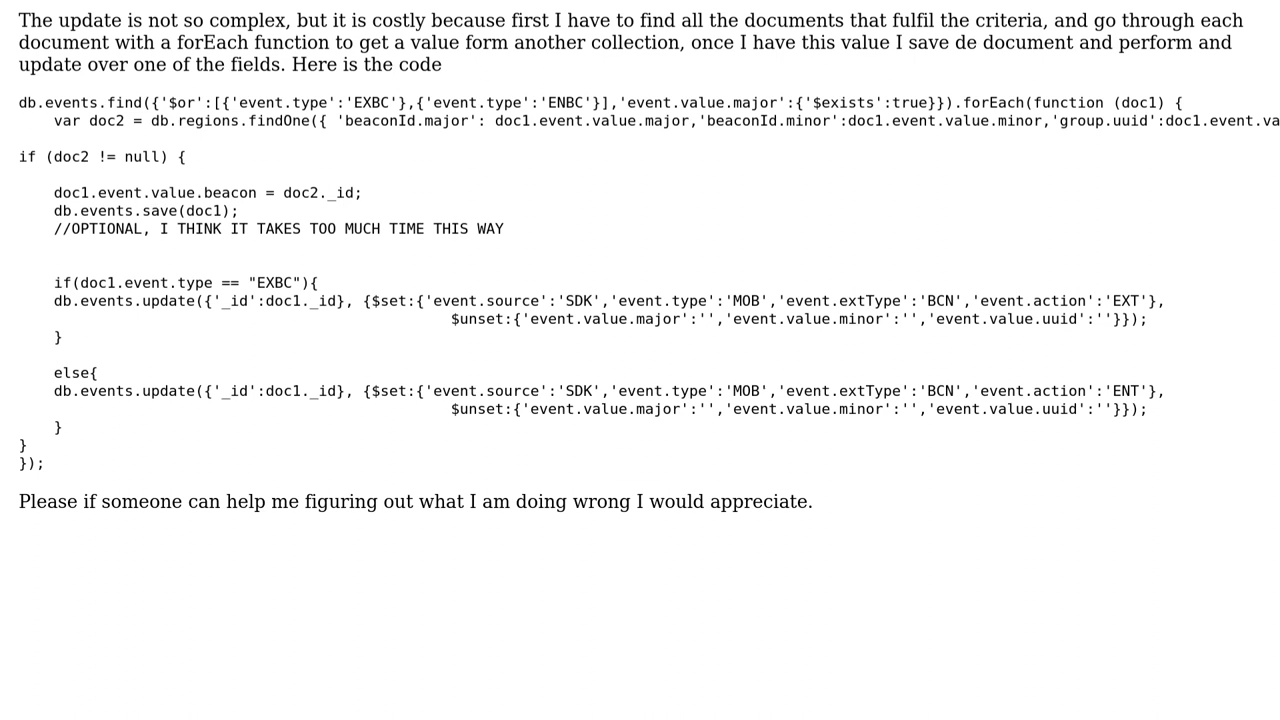 The update is not so complex, but it is costly because first I have to find all the documents that fulfil the criteria, and go through each
document with a forEach function to get a value form another collection, once I have this value I save de document and perform and
update over one of the fields. Here is the code
db.events.find({'$or':[{'event.type':'EXBC'},{'event.type':'ENBC'}],'event.value.major':{'$exists':true}}).forEach(function (doc1) {
    var doc2 = db.regions.findOne({ 'beaconId.major': doc1.event.value.major,'beaconId.minor':doc1.event.value.minor,'group.uuid':doc1.event.va
if (doc2 != null) {
    doc1.event.value.beacon = doc2._id;
    db.events.save(doc1);
    //OPTIONAL, I THINK IT TAKES TOO MUCH TIME THIS WAY
    if(doc1.event.type == "EXBC"){
    db.events.update({'_id':doc1._id}, {$set:{'event.source':'SDK','event.type':'MOB','event.extType':'BCN','event.action':'EXT'},
                                                 $unset:{'event.value.major':'','event.value.minor':'','event.value.uuid':''}});
    }
    else{
    db.events.update({'_id':doc1._id}, {$set:{'event.source':'SDK','event.type':'MOB','event.extType':'BCN','event.action':'ENT'},
                                                 $unset:{'event.value.major':'','event.value.minor':'','event.value.uuid':''}});
    }
}
});
Please if someone can help me figuring out what I am doing wrong I would appreciate.